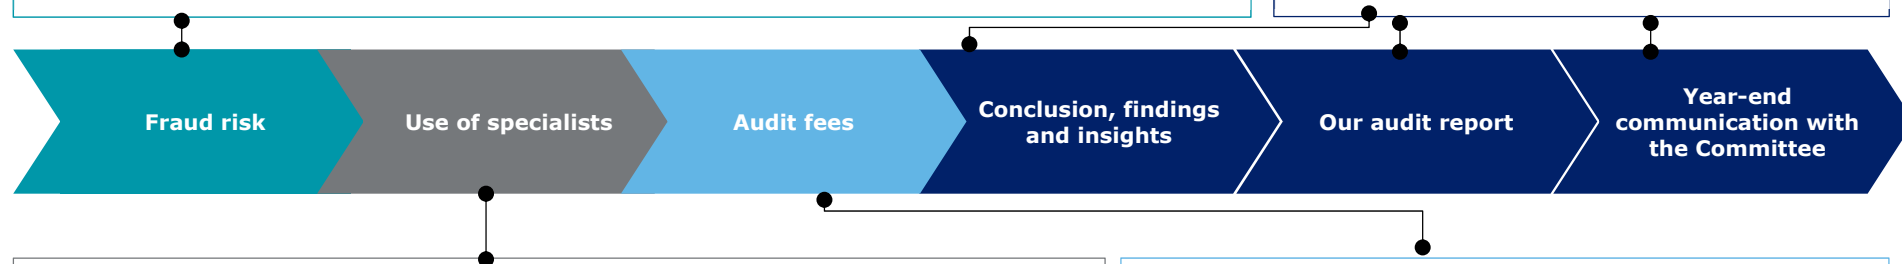 Fraud risk
Use of specialists
Audit fees
Conclusion, findings
and insights
Our audit report
Year-end
communication with
the Committee